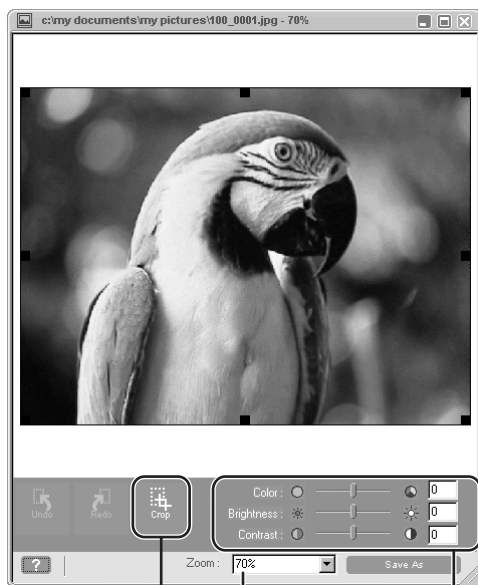 c:\my documents\my pictures\100_0001.jpg - 70%
Undo
Redo
Crop
Color :
0
Brightness :
0
Contrast :
0
?
Zoom :
70%
Save As